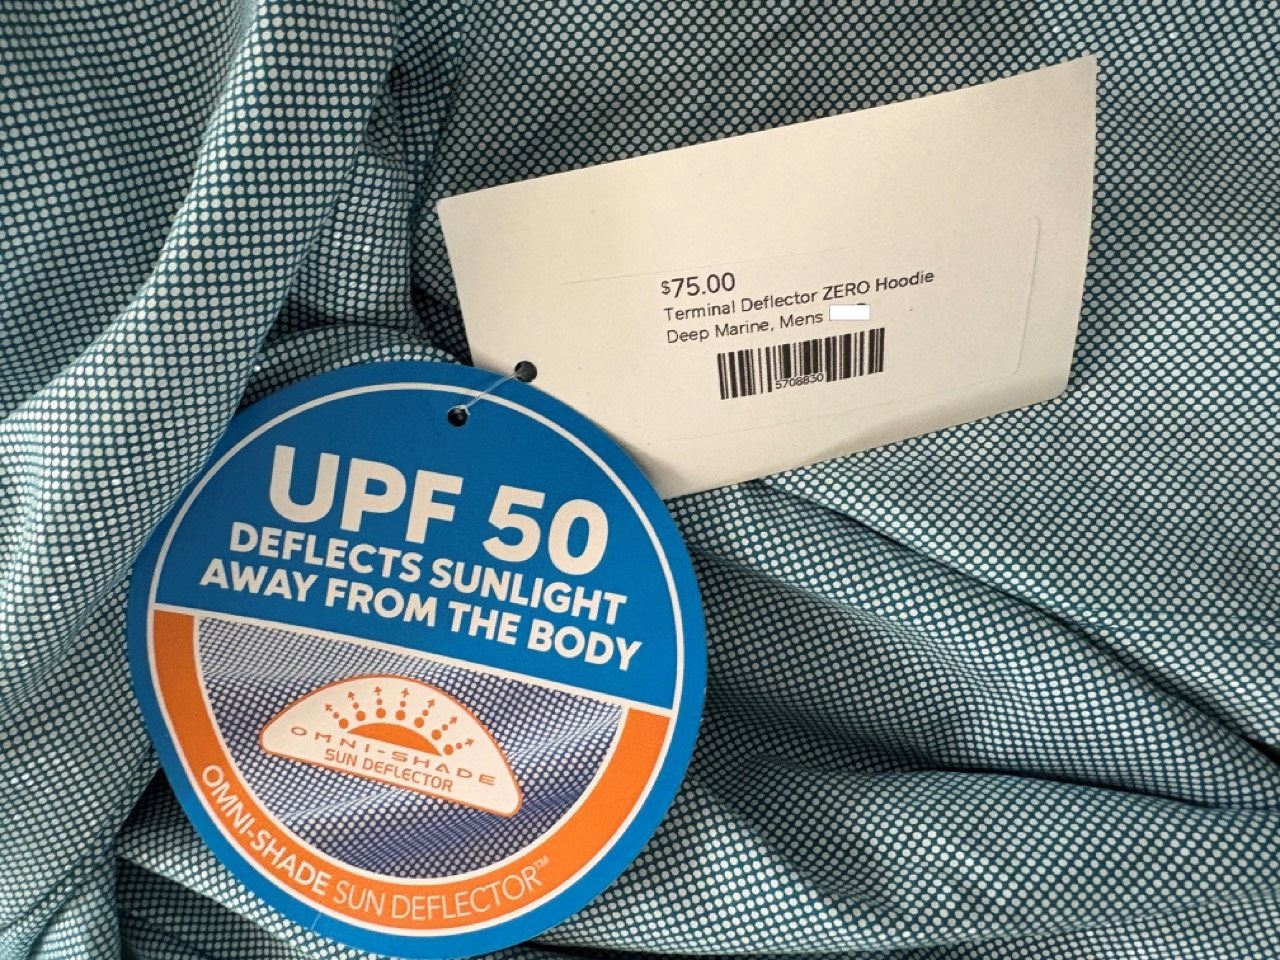 $75.00
Terminal Deflector ZERO Hoodie
Deep Marine, Mens
5708830
UPF 50
DEFLECTS SUNLIGHT
AWAY FROM THE BODY
OMNI-SHADE
SUN DEFLECTOR
OMNI-SHADE SUN DEFLECTOR™